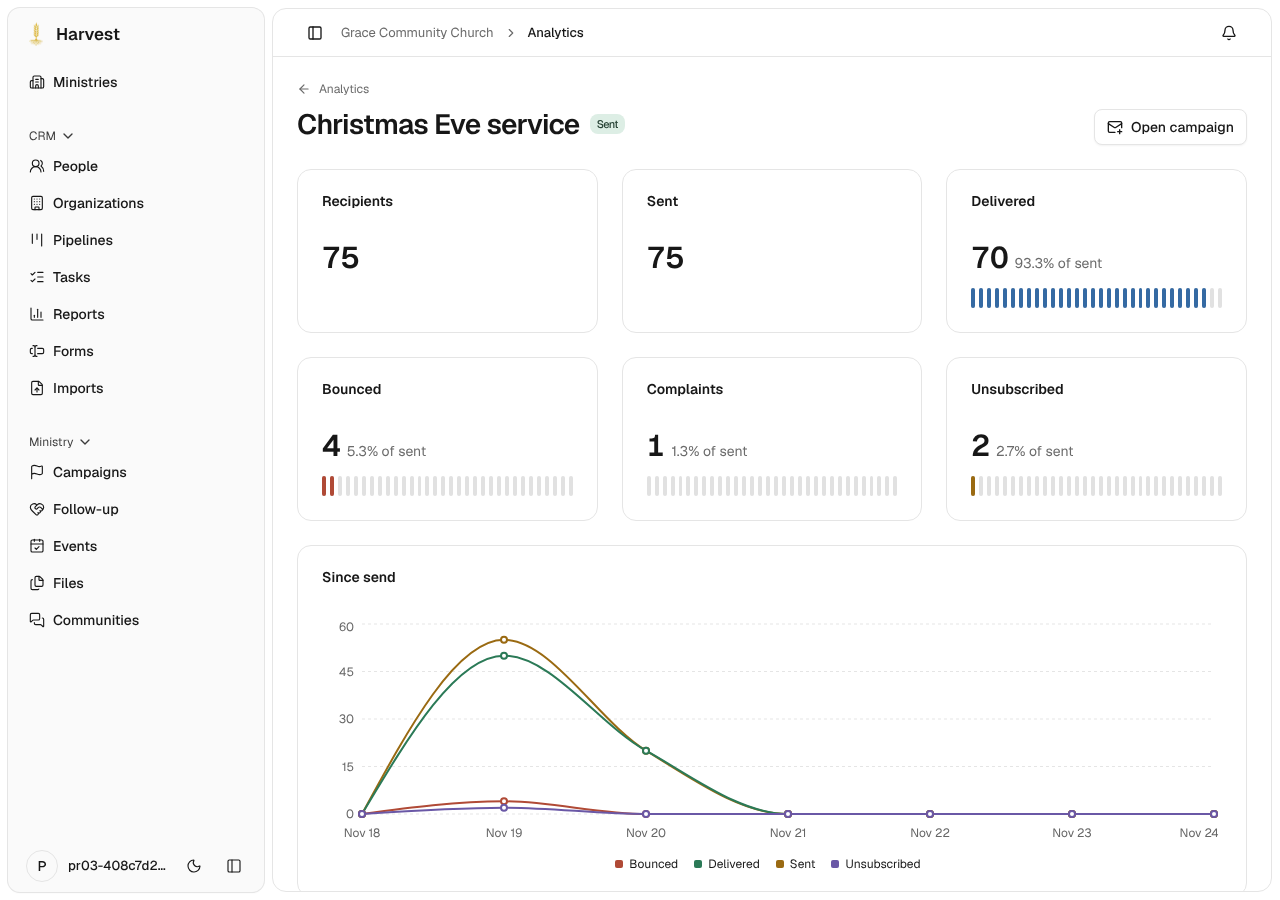 Harvest
Ministries
CRM
People
Organizations
Pipelines
Tasks
Reports
Forms
Imports
Ministry
Campaigns
Follow-up
Events
Files
Communities
P
pr03-408c7d2...
Grace Community Church
Analytics
Analytics
Christmas Eve service
Sent
Open campaign
Recipients
75
Sent
75
Delivered
70 93.3% of sent
Bounced
4 5.3% of sent
Complaints
1 1.3% of sent
Unsubscribed
2 2.7% of sent
Since send
60
45
30
15
0
Nov 18 Nov 19 Nov 20 Nov 21 Nov 22 Nov 23 Nov 24
Bounced Delivered Sent Unsubscribed